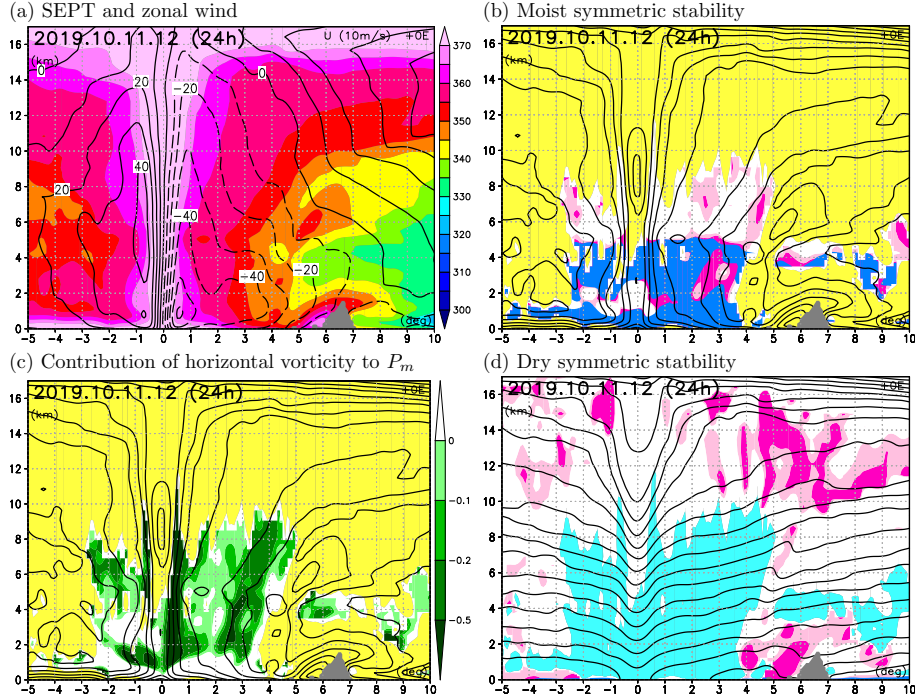 (a) SEPT and zonal wind
2019.10.11.12 (24h)
U (10m/s) +0E
(km)
16
14
12
10
8
6
4
2
0
0
20
-20
0
40
-40
20
-40
-20
(deg)
-5 -4 -3 -2 -1 0 1 2 3 4 5 6 7 8 9 10
370
360
350
345
340
330
320
310
300
(b) Moist symmetric stability
2019.10.11.12 (24h)
+0E
(km)
16
14
12
10
8
6
4
2
0
(deg)
-5 -4 -3 -2 -1 0 1 2 3 4 5 6 7 8 9 10
(c) Contribution of horizontal vorticity to Pm
2019.10.11.12 (24h)
+0E
(km)
16
14
12
10
8
6
4
2
0
(deg)
-5 -4 -3 -2 -1 0 1 2 3 4 5 6 7 8 9 10
0
-0.1
-0.2
-0.5
(d) Dry symmetric statbility
2019.10.11.12 (24h)
+0E
(km)
16
14
12
10
8
6
4
2
0
(deg)
-5 -4 -3 -2 -1 0 1 2 3 4 5 6 7 8 9 10